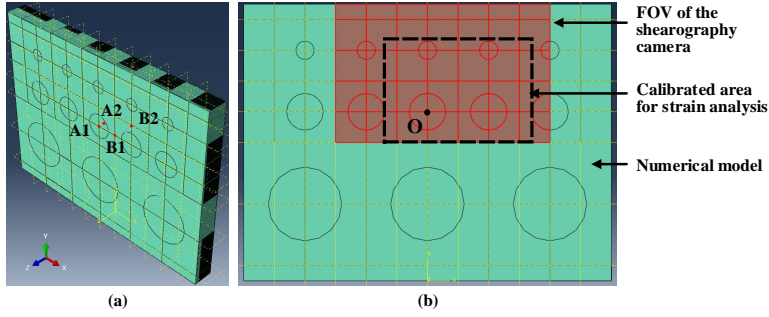 FOV of the
shearography
camera
A2
B2
A1
B1
Calibrated area
for strain analysis
O
Numerical model
Y
Z
X
(a)
(b)